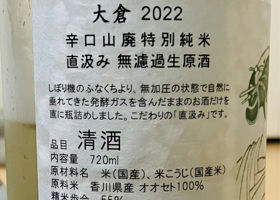 大倉 2022
辛口山廃特別純米
直汲み 無濾過生原酒
しぼり機のふなくちより、無加圧の状態で自然に
垂れてきた発酵ガスを含んだままのお酒だけを
直に瓶詰めしました。こだわりの「直汲み」です。
品目 清酒
内容量 720ml
原材料名 米(国産)、米こうじ(国産米)
原料米 香川県産 オオセト100%
精米歩合 55%